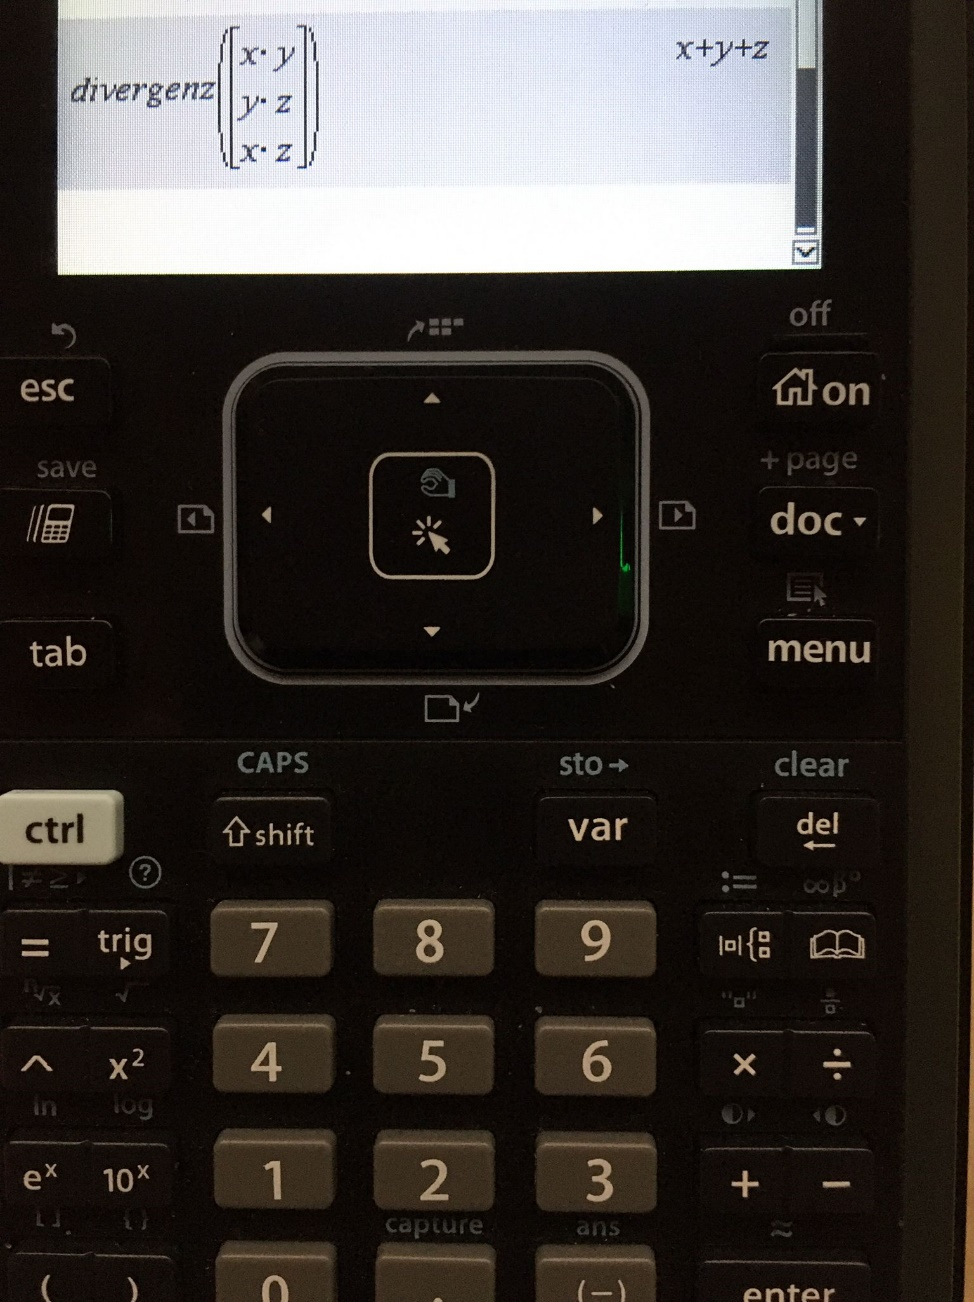 divergenz([x·y
y·z
x·z])
x+y+z
off
esc
on
save
+ page
doc
tab
menu
CAPS
sto→
clear
ctrl
⇧shift
var
del
←
?
:=
∞β°
=
trig
7
8
9
|□|{
ⁿ√x
√
"□"
^
x²
4
5
6
×
÷
ln
log
eˣ
10ˣ
1
2
3
+
−
[ ]
{ }
capture
ans
≈
(
)
0
.
(−)
enter